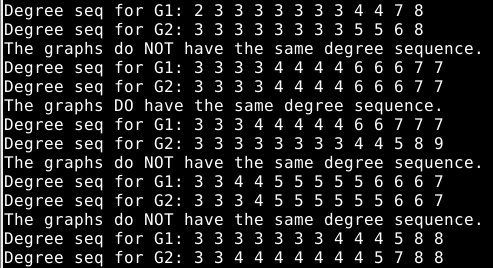 Degree seq for G1: 2 3 3 3 3 3 3 3 4 4 7 8
Degree seq for G2: 3 3 3 3 3 3 3 3 5 5 6 8
The graphs do NOT have the same degree sequence.
Degree seq for G1: 3 3 3 3 4 4 4 4 6 6 6 7 7
Degree seq for G2: 3 3 3 3 4 4 4 4 6 6 6 7 7
The graphs DO have the same degree sequence.
Degree seq for G1: 3 3 3 4 4 4 4 4 6 6 7 7 7
Degree seq for G2: 3 3 3 3 3 3 3 3 4 4 5 8 9
The graphs do NOT have the same degree sequence.
Degree seq for G1: 3 3 4 4 5 5 5 5 5 6 6 6 7
Degree seq for G2: 3 3 3 4 5 5 5 5 5 5 6 6 7
The graphs do NOT have the same degree sequence.
Degree seq for G1: 3 3 3 3 3 3 3 4 4 4 5 8 8
Degree seq for G2: 3 3 4 4 4 4 4 4 4 5 7 8 8